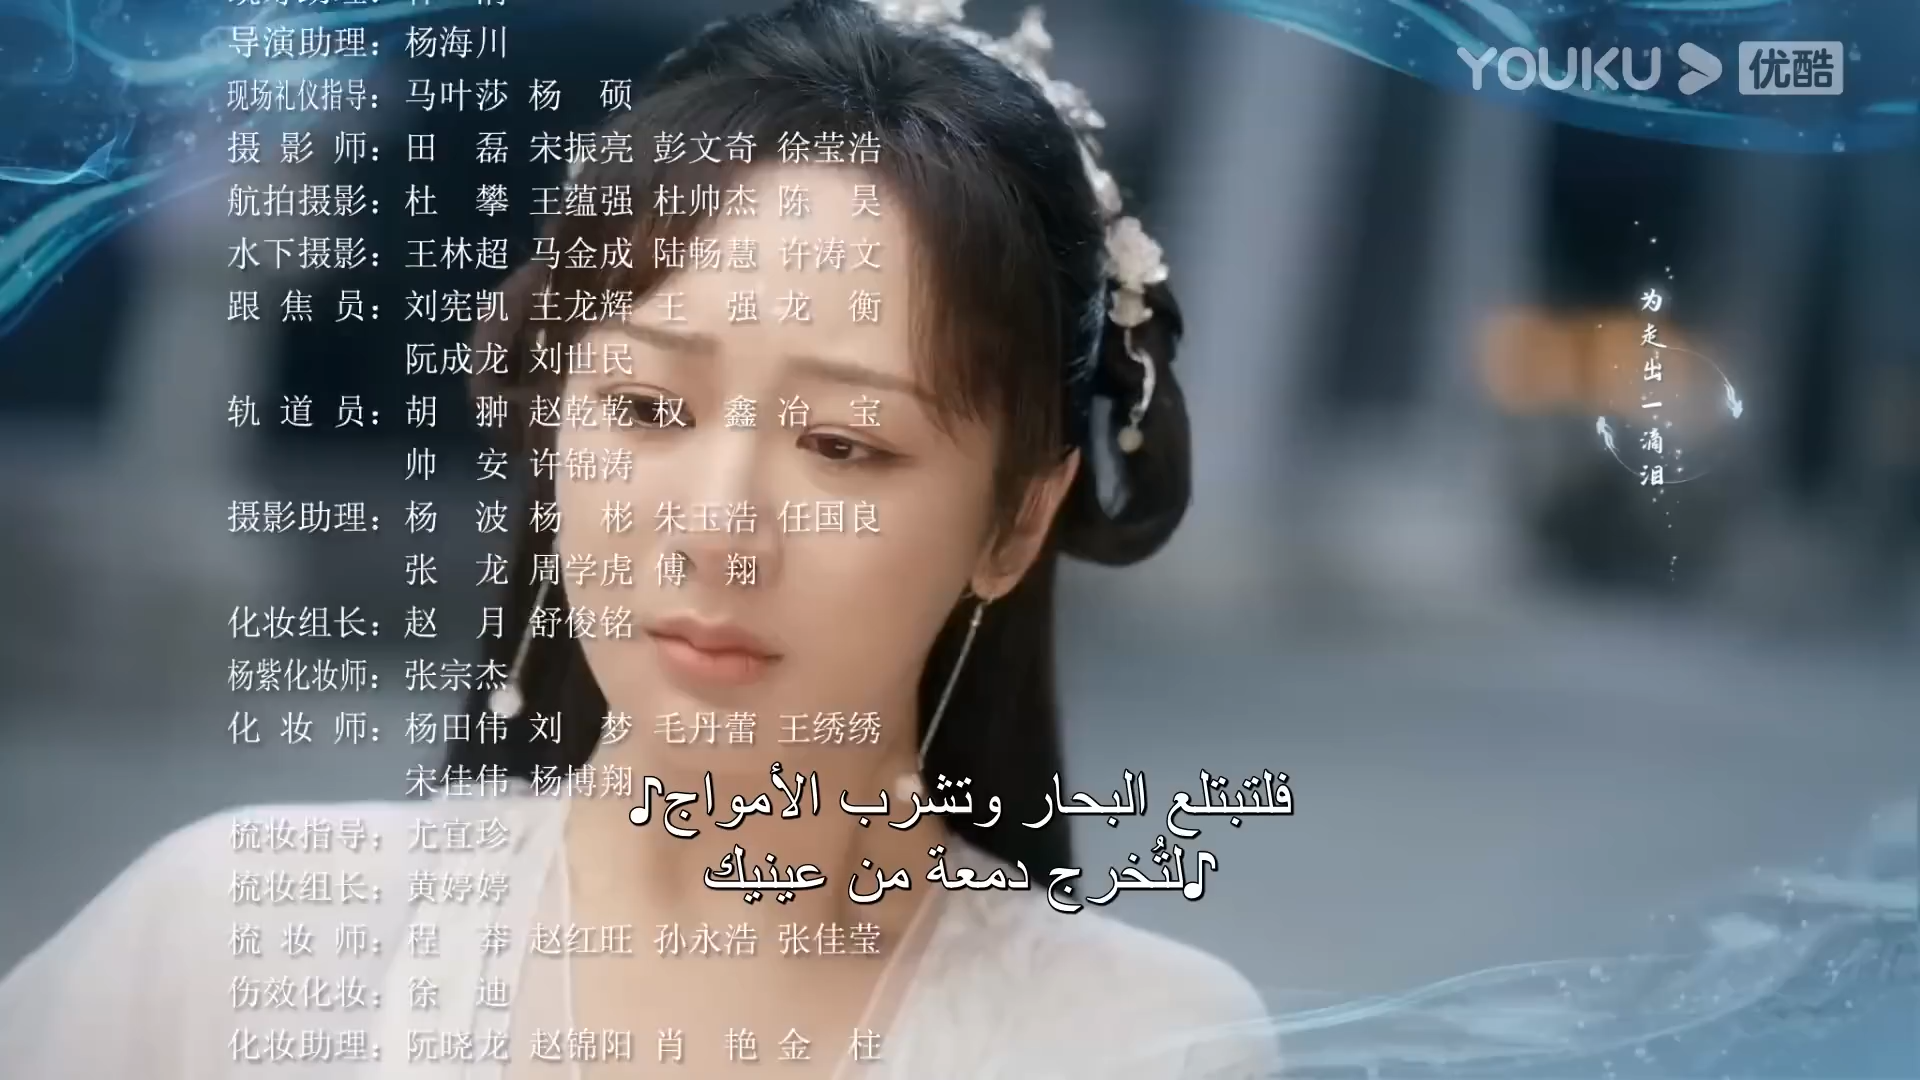 导演助理：杨海川
现场礼仪指导：马叶莎 杨 硕
摄 影 师：田 磊 宋振亮 彭文奇 徐莹浩
航拍摄影：杜 攀 王蕴强 杜帅杰 陈 昊
水下摄影：王林超 马金成 陆畅慧 许涛文
跟 焦 员：刘宪凯 王龙辉 王 强 龙 衡
阮成龙 刘世民
轨 道 员：胡 翀 赵乾乾 权 鑫 冶 宝
帅 安 许锦涛
摄影助理：杨 波 杨 彬 朱玉浩 任国良
张 龙 周学虎 傅 翔
化妆组长：赵 月 舒俊铭
杨紫化妆师：张宗杰
化 妆 师：杨田伟 刘 梦 毛丹蕾 王绣绣
宋佳伟 杨博翔
梳妆指导：尤宜珍
梳妆组长：黄婷婷
梳 妆 师：程 莽 赵红旺 孙永浩 张佳莹
伤效化妆：徐 迪
化妆助理：阮晓龙 赵锦阳 肖 艳 金 柱
YOUKU 优酷
为走出一滴泪
فلتبتلع البحار وتشرب الأمواج♪
♪لتُخرج دمعة من عينيك